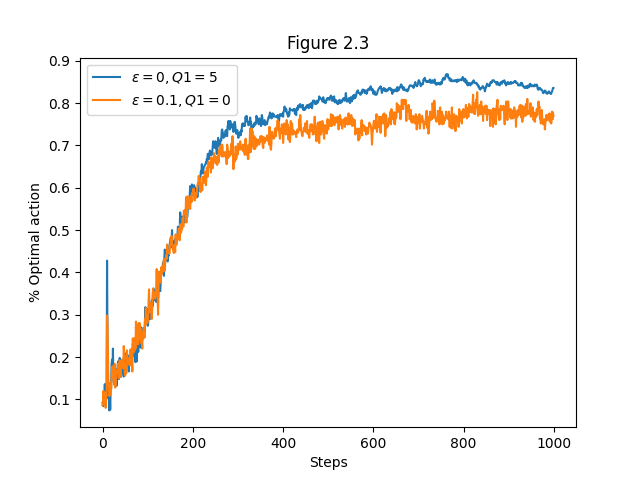 Figure 2.3
ε = 0, Q1 = 5
ε = 0.1, Q1 = 0
% Optimal action
0.9
0.8
0.7
0.6
0.5
0.4
0.3
0.2
0.1
0 200 400 600 800 1000
Steps